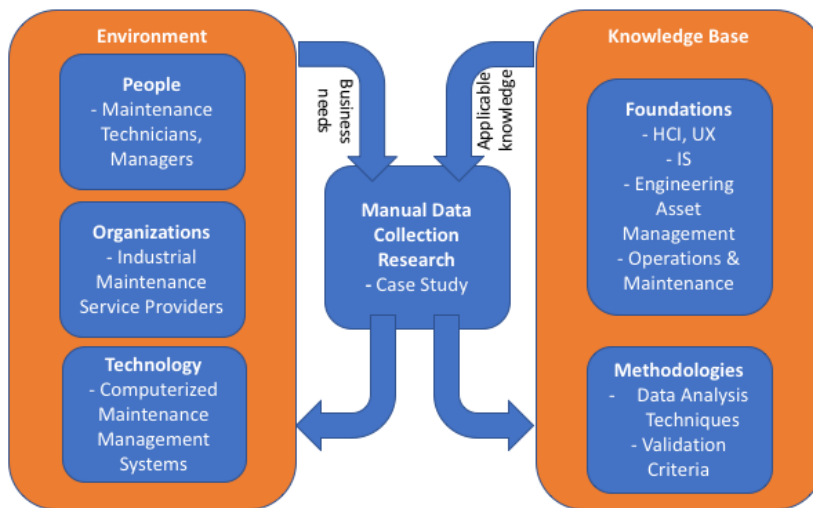 Environment
People
- Maintenance
Technicians,
Managers
Organizations
- Industrial
Maintenance
Service Providers
Technology
- Computerized
Maintenance
Management
Systems
Business
needs
Applicable
knowledge
Manual Data
Collection
Research
- Case Study
Knowledge Base
Foundations
- HCI, UX
- IS
- Engineering
Asset
Management
- Operations &
Maintenance
Methodologies
- Data Analysis
Techniques
- Validation
Criteria